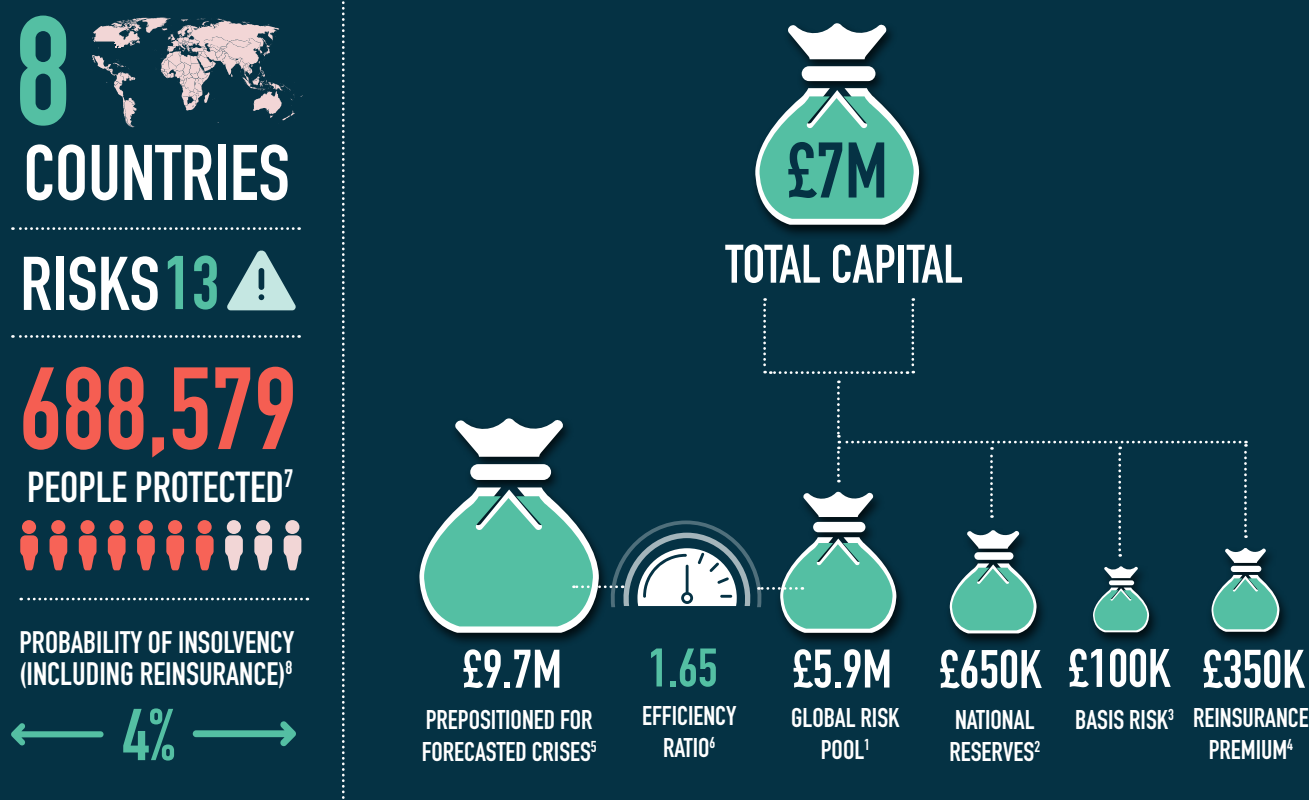 8
COUNTRIES
RISKS 13 !
688,579
PEOPLE PROTECTED⁷
PROBABILITY OF INSOLVENCY
(INCLUDING REINSURANCE)⁸
4%
£7M
TOTAL CAPITAL
£9.7M
PREPOSITIONED FOR
FORECASTED CRISES⁵
1.65
EFFICIENCY
RATIO⁶
£5.9M
GLOBAL RISK
POOL¹
£650K
NATIONAL
RESERVES²
£100K
BASIS RISK³
£350K
REINSURANCE
PREMIUM⁴